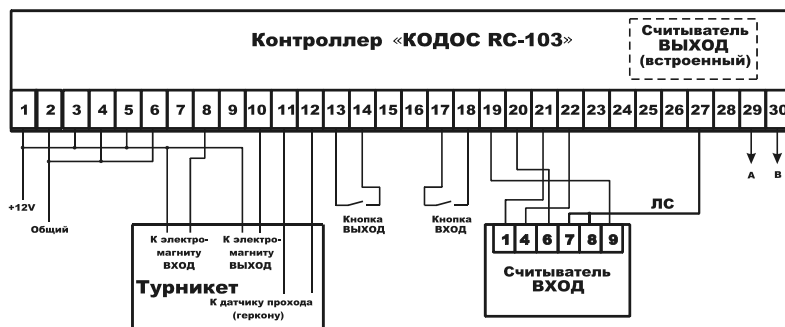 Контроллер «КОДОС RC-103»
Считыватель
ВЫХОД
(встроенный)
1 2 3 4 5 6 7 8 9 10 11 12 13 14 15 16 17 18 19 20 21 22 23 24 25 26 27 28 29 30
A B
+12V
Общий
К электро-
магниту
ВХОД
К электро-
магниту
ВЫХОД
Турникет
К датчику прохода
(геркону)
Кнопка
ВЫХОД
Кнопка
ВХОД
ЛС
1 4 6 7 8 9
Считыватель
ВХОД